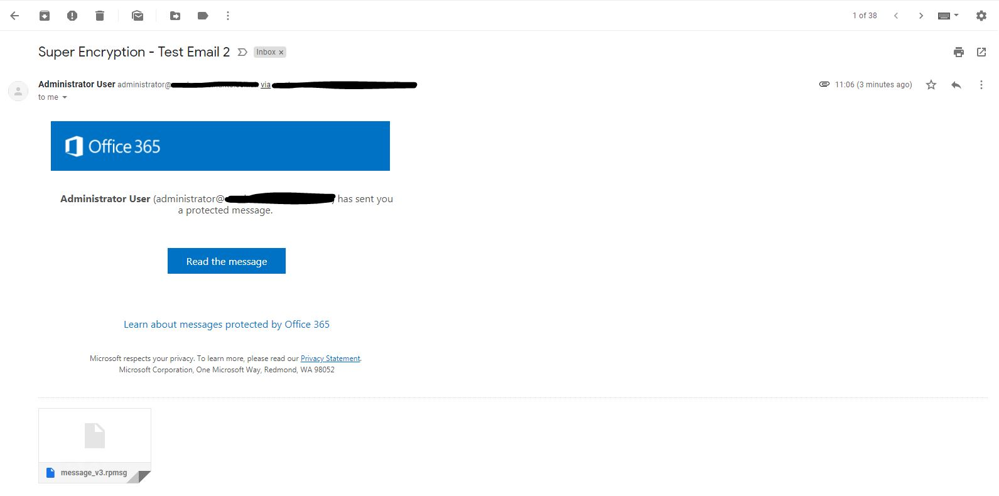 1 of 38
Super Encryption - Test Email 2 Inbox x
Administrator User administrator@ via
11:06 (3 minutes ago)
to me
Office 365
Administrator User (administrator@ has sent you
a protected message.
Read the message
Learn about messages protected by Office 365
Microsoft respects your privacy. To learn more, please read our Privacy Statement.
Microsoft Corporation, One Microsoft Way, Redmond, WA 98052
message_v3.rpmsg